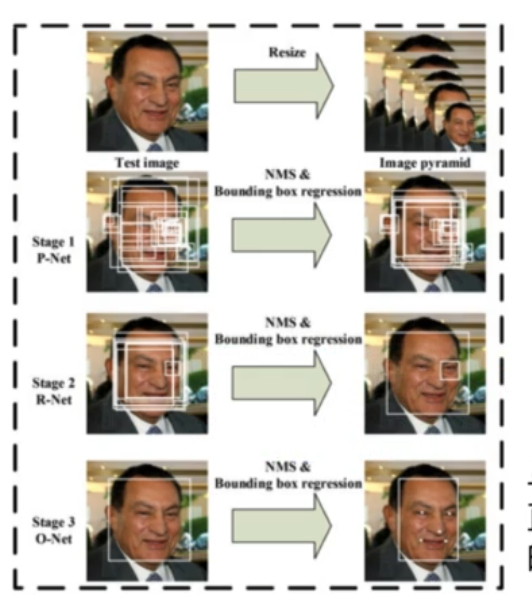 Resize
Test image
Image pyramid
NMS &
Bounding box regression
Stage 1
P-Net
NMS &
Bounding box regression
Stage 2
R-Net
NMS &
Bounding box regression
Stage 3
O-Net